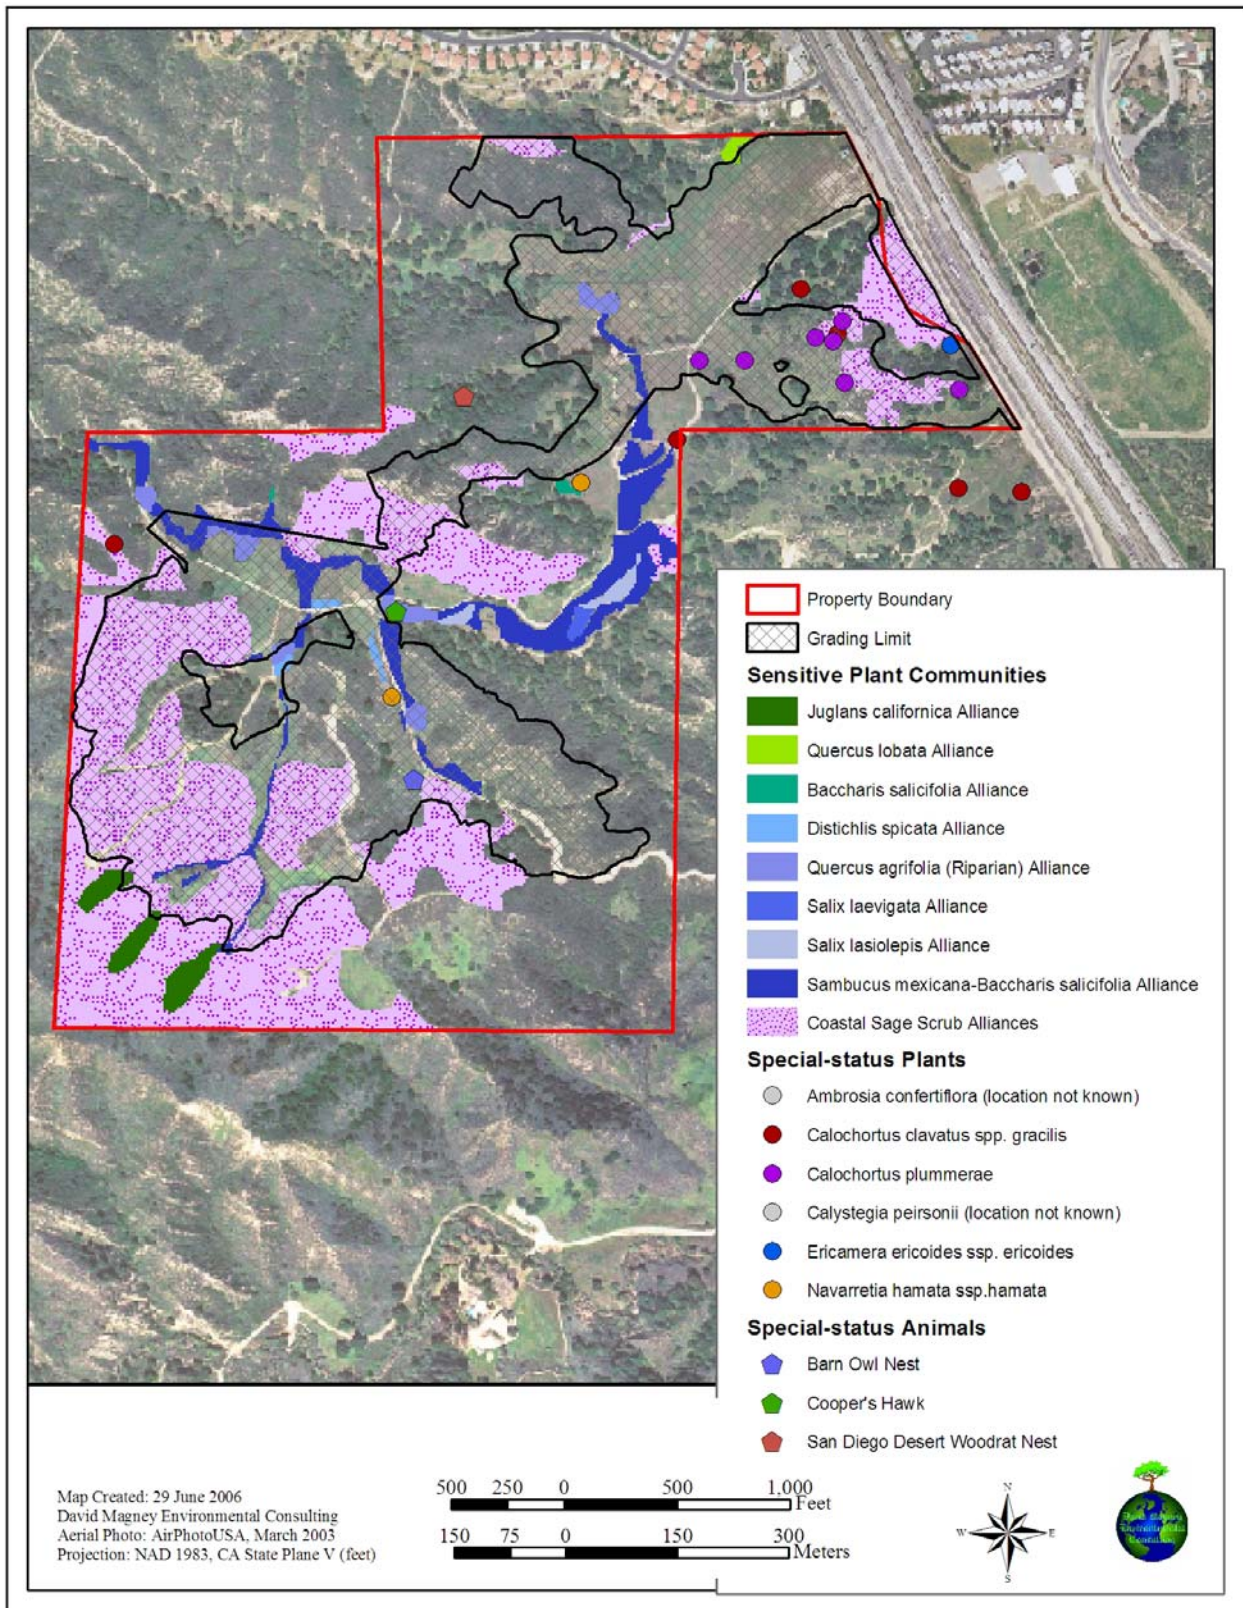 Property Boundary
Grading Limit
Sensitive Plant Communities
Juglans californica Alliance
Quercus lobata Alliance
Baccharis salicifolia Alliance
Distichlis spicata Alliance
Quercus agrifolia (Riparian) Alliance
Salix laevigata Alliance
Salix lasiolepis Alliance
Sambucus mexicana-Baccharis salicifolia Alliance
Coastal Sage Scrub Alliances
Special-status Plants
Ambrosia confertiflora (location not known)
Calochortus clavatus spp. gracilis
Calochortus plummerae
Calystegia peirsonii (location not known)
Ericamera ericoides ssp. ericoides
Navarretia hamata ssp.hamata
Special-status Animals
Barn Owl Nest
Cooper's Hawk
San Diego Desert Woodrat Nest
Map Created: 29 June 2006
David Magney Environmental Consulting
Aerial Photo: AirPhotoUSA, March 2003
Projection: NAD 1983, CA State Plane V (feet)
500 250 0 500 1,000
Feet
150 75 0 150 300
Meters
N
W E
S
David Magney
Environmental
Consulting